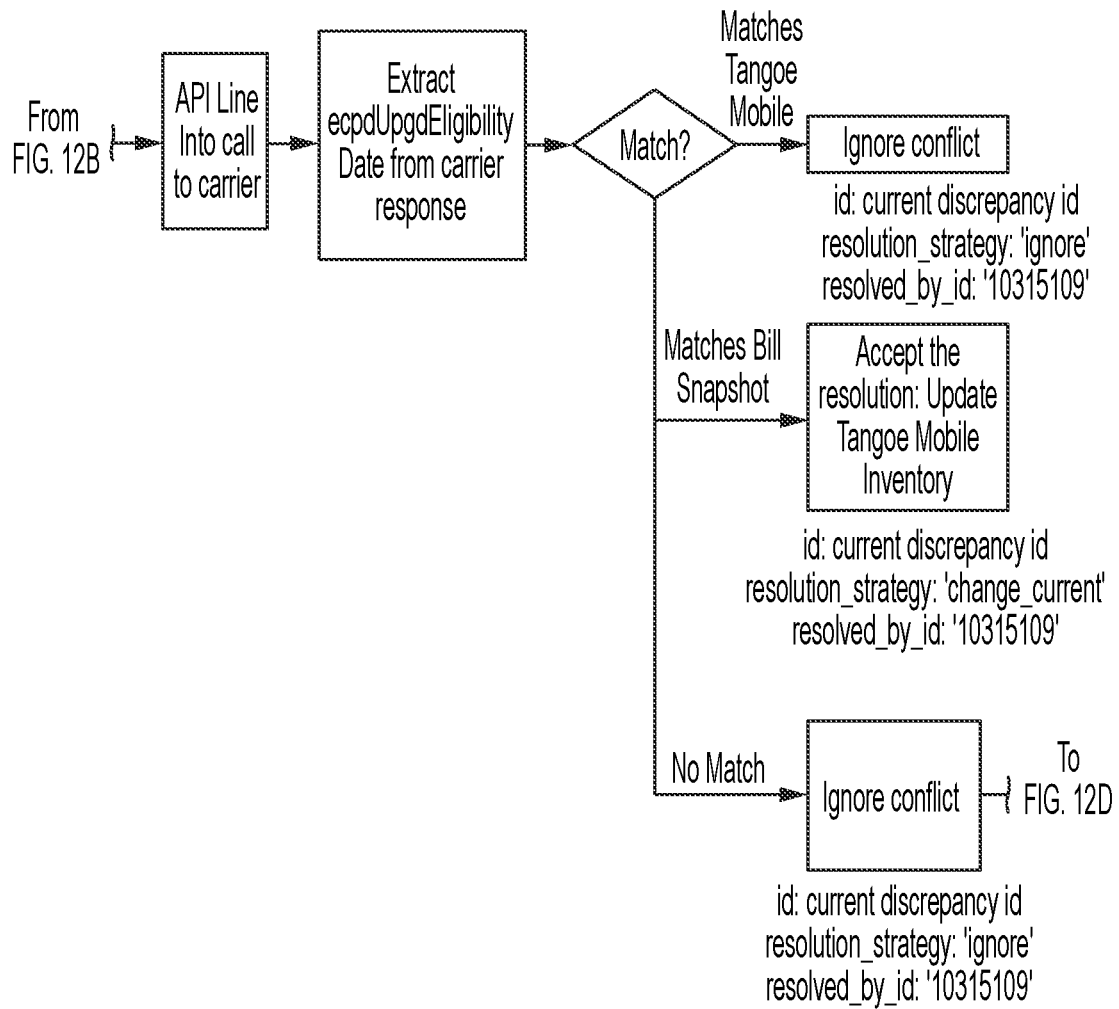 From
FIG. 12B
API Line
Into call
to carrier
Extract
ecpdUpgdEligibility
Date from carrier
response
Match?
Matches
Tangoe
Mobile
Ignore conflict
id: current discrepancy id
resolution_strategy: 'ignore'
resolved_by_id: '10315109'
Matches Bill
Snapshot
Accept the
resolution: Update
Tangoe Mobile
Inventory
id: current discrepancy id
resolution_strategy: 'change_current'
resolved_by_id: '10315109'
No Match
Ignore conflict
To
FIG. 12D
id: current discrepancy id
resolution_strategy: 'ignore'
resolved_by_id: '10315109'